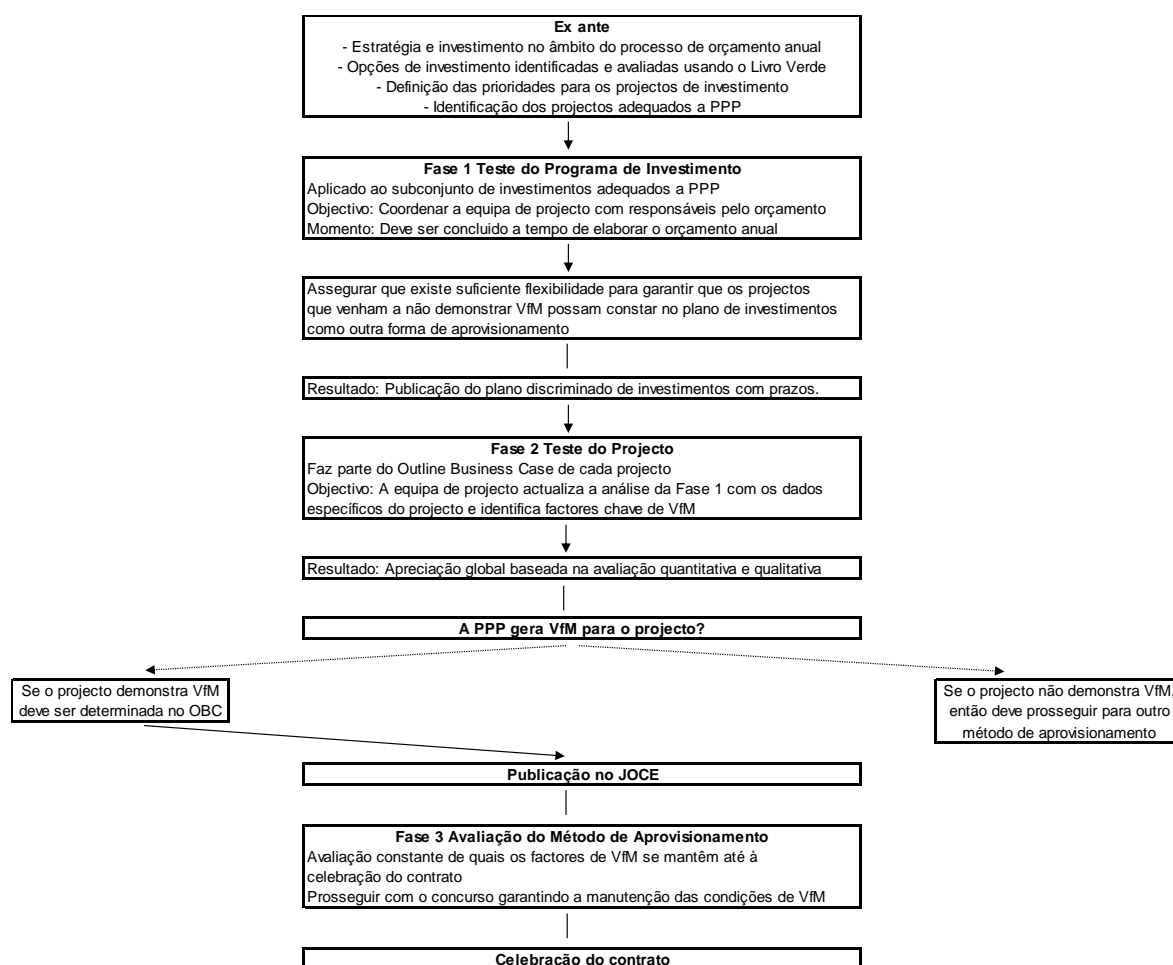 Ex ante
- Estratégia e investimento no âmbito do processo de orçamento anual
- Opções de investimento identificadas e avaliadas usando o Livro Verde
- Definição das prioridades para os projectos de investimento
- Identificação dos projectos adequados a PPP
Fase 1 Teste do Programa de Investimento
Aplicado ao subconjunto de investimentos adequados a PPP
Objectivo: Coordenar a equipa de projecto com responsáveis pelo orçamento
Momento: Deve ser concluido a tempo de elaborar o orçamento anual
Assegurar que existe suficiente flexibilidade para garantir que os projectos
que venham a não demonstrar VfM possam constar no plano de investimentos
como outra forma de aprovisionamento
Resultado: Publicação do plano discriminado de investimentos com prazos.
Fase 2 Teste do Projecto
Faz parte do Outline Business Case de cada projecto
Objectivo: A equipa de projecto actualiza a análise da Fase 1 com os dados
específicos do projecto e identifica factores chave de VfM
Resultado: Apreciação global baseada na avaliação quantitativa e qualitativa
A PPP gera VfM para o projecto?
Se o projecto demonstra VfM
deve ser determinada no OBC
Se o projecto não demonstra VfM,
então deve prosseguir para outro
método de aprovisionamento
Publicação no JOCE
Fase 3 Avaliação do Método de Aprovisionamento
Avaliação constante de quais os factores de VfM se mantêm até à
celebração do contrato
Prosseguir com o concurso garantindo a manutenção das condições de VfM
Celebração do contrato